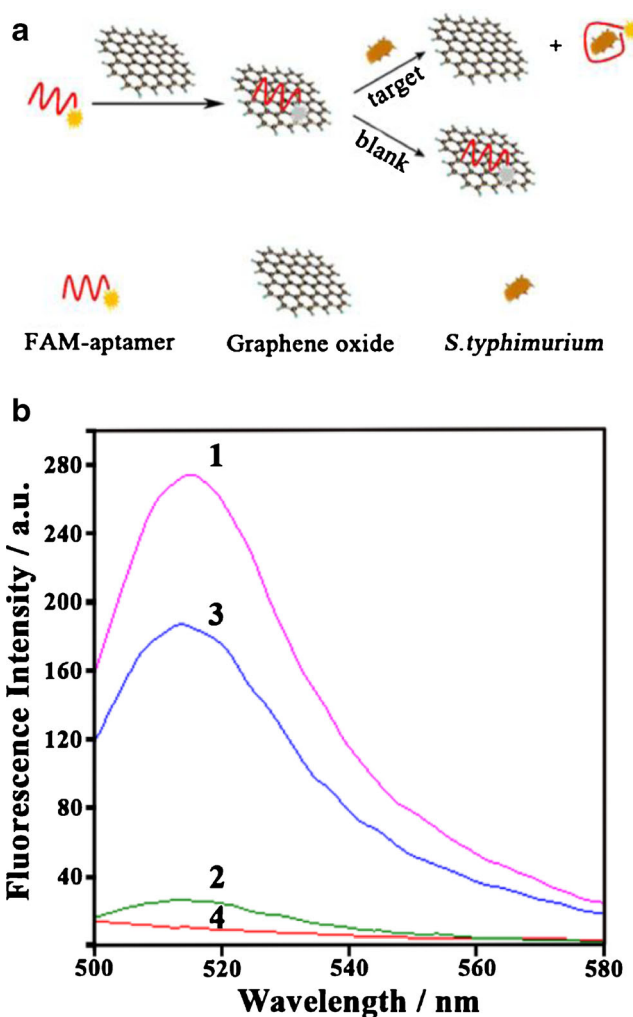 a
+
target
blank
FAM-aptamer Graphene oxide S.typhimurium
b
Fluorescence Intensity / a.u.
280
240
200
160
120
80
40
1
3
2
4
500 520 540 560 580
Wavelength / nm